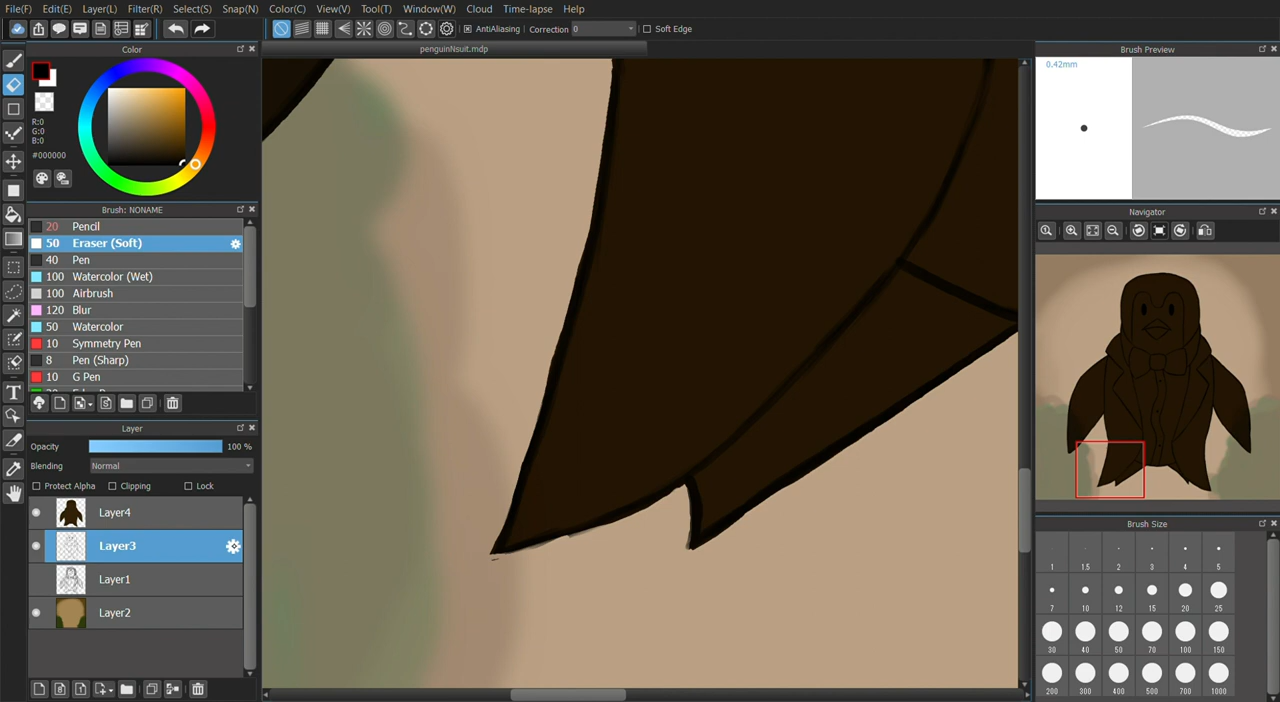 File(F) Edit(E) Layer(L) Filter(R) Select(S) Snap(N) Color(C) View(V) Tool(T) Window(W) Cloud Time-lapse Help
AntiAliasing Correction 0 Soft Edge
Color
penguinNsuit.mdp
Brush Preview
0.42mm
R:0
G:0
B:0
#000000
Brush: NONAME
Navigator
20 Pencil
50 Eraser (Soft)
40 Pen
100 Watercolor (Wet)
100 Airbrush
120 Blur
50 Watercolor
10 Symmetry Pen
8 Pen (Sharp)
10 G Pen
Layer
Opacity 100 %
Blending Normal
Protect Alpha Clipping Lock
Layer4
Layer3
Layer1
Layer2
Brush Size
1 1.5 2 3 4 5
7 10 12 15 20 25
30 40 50 70 100 150
200 300 400 500 700 1000